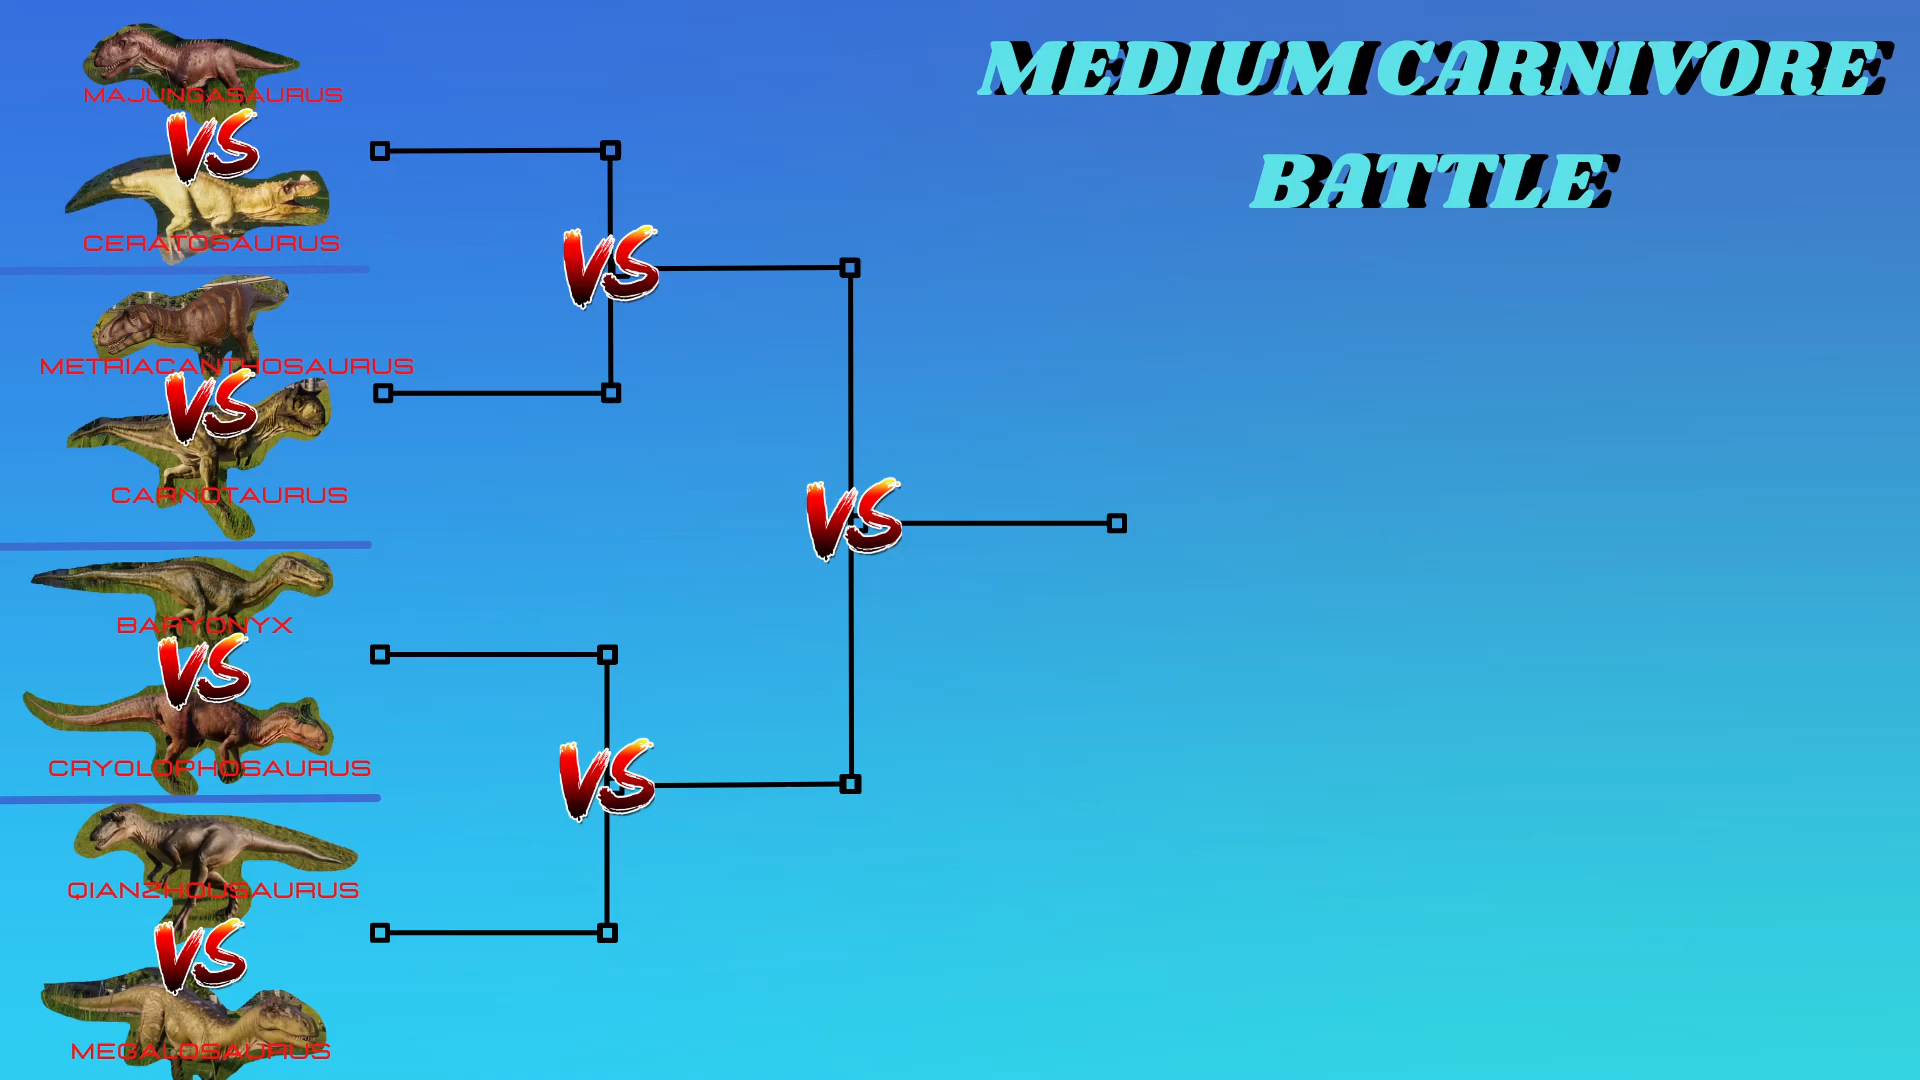 MEDIUM CARNIVORE
BATTLE
MAJUNGASAURUS
VS
CERATOSAURUS
VS
METRIACANTHOSAURUS
VS
CARNOTAURUS
VS
BARYONYX
VS
CRYOLOPHOSAURUS
VS
QIANZHOUSAURUS
VS
MEGALOSAURUS